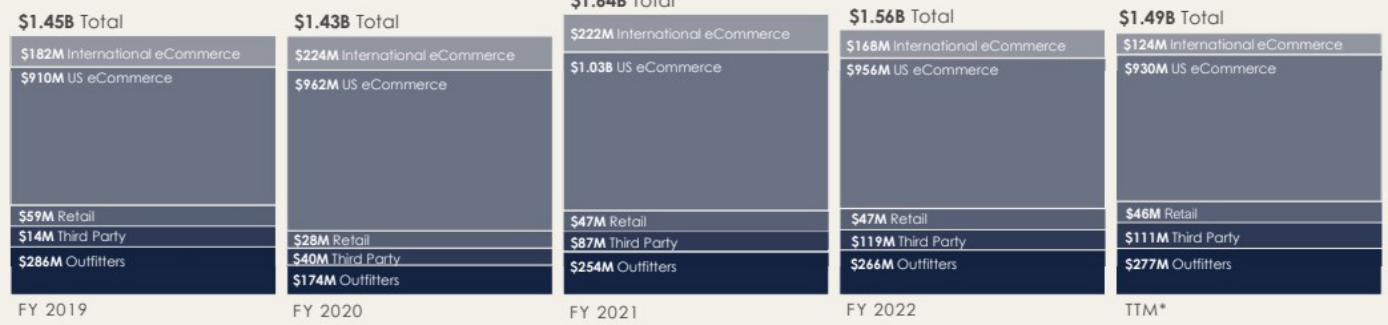 $1.45B Total
$182M International eCommerce
$910M US eCommerce
$59M Retail
$14M Third Party
$286M Outfitters
FY 2019
$1.43B Total
$224M International eCommerce
$962M US eCommerce
$28M Retail
$40M Third Party
$174M Outfitters
FY 2020
$1.64B Total
$222M International eCommerce
$1.03B US eCommerce
$47M Retail
$87M Third Party
$254M Outfitters
FY 2021
$1.56B Total
$168M International eCommerce
$956M US eCommerce
$47M Retail
$119M Third Party
$266M Outfitters
FY 2022
$1.49B Total
$124M International eCommerce
$930M US eCommerce
$46M Retail
$111M Third Party
$277M Outfitters
TTM*